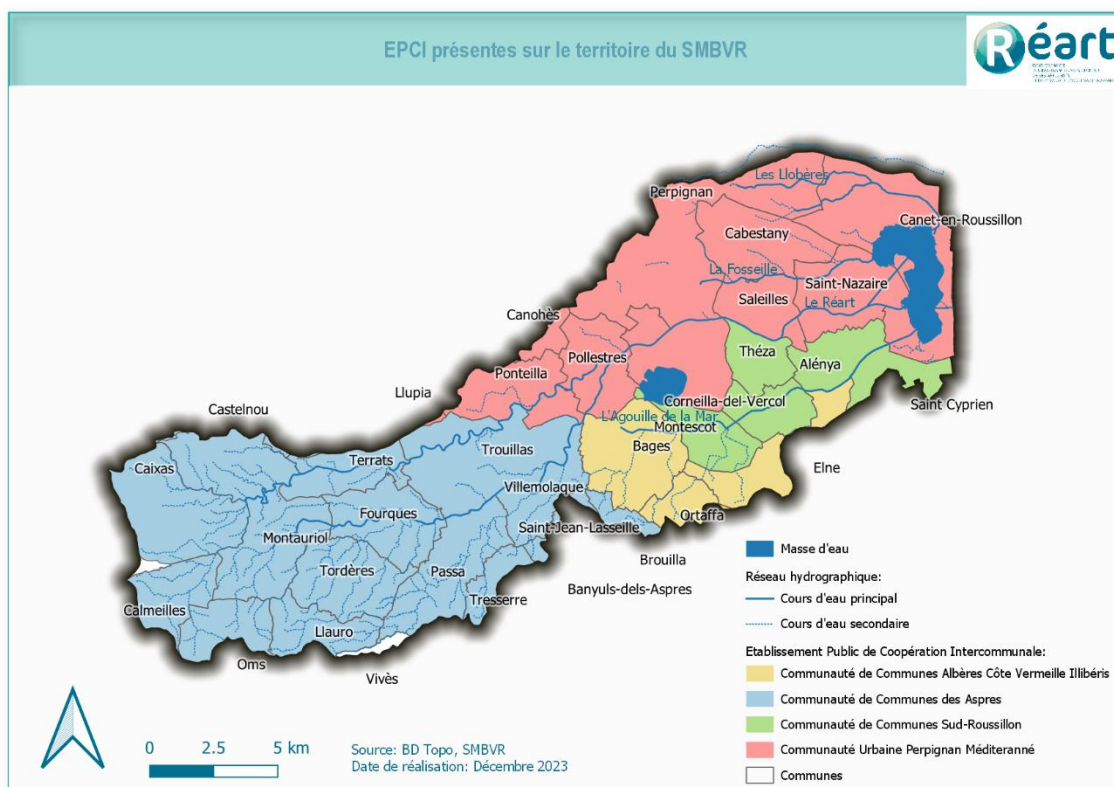 EPCI présentes sur le territoire du SMBVR
Réart
Les Llobères
Perpignan
Canet-en-Roussillon
Cabestany
La Fosseille
Saint-Nazaire
Saleilles
Le Réart
Canohès
Théza
Alénya
Pollestres
Ponteilla
Llupia
Corneilla-del-Vercol
Saint Cyprien
Castelnou
L'Agouille de la Mar
Montescot
Trouillas
Bages
Terrats
Elne
Caixas
Villemolaque
Fourques
Ortaffa
Saint-Jean-Lasseille
Montauriol
Brouilla
Tordères
Passa
Banyuls-dels-Aspres
Tresserre
Calmeilles
Llauro
Oms
Vivès
Masse d'eau
Réseau hydrographique:
Cours d'eau principal
Cours d'eau secondaire
Etablissement Public de Coopération Intercommunale:
Communauté de Communes Albères Côte Vermeille Illibéris
Communauté de Communes des Aspres
Communauté de Communes Sud-Roussillon
Communauté Urbaine Perpignan Méditeranné
Communes
0 2.5 5 km
Source: BD Topo, SMBVR
Date de réalisation: Décembre 2023